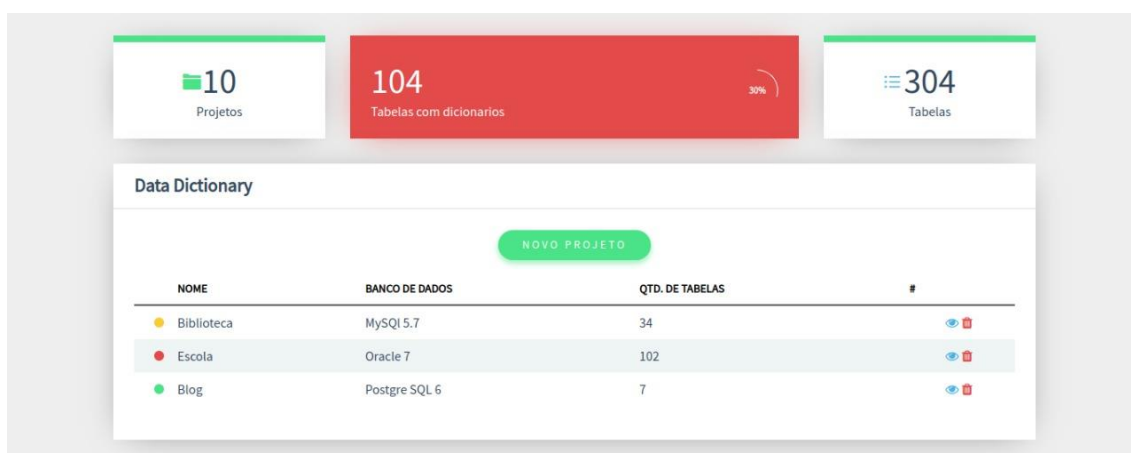 10
Projetos
104
Tabelas com dicionarios
30%
304
Tabelas
Data Dictionary
NOVO PROJETO
NOME BANCO DE DADOS QTD. DE TABELAS #
Biblioteca MySQl 5.7 34
Escola Oracle 7 102
Blog Postgre SQL 6 7